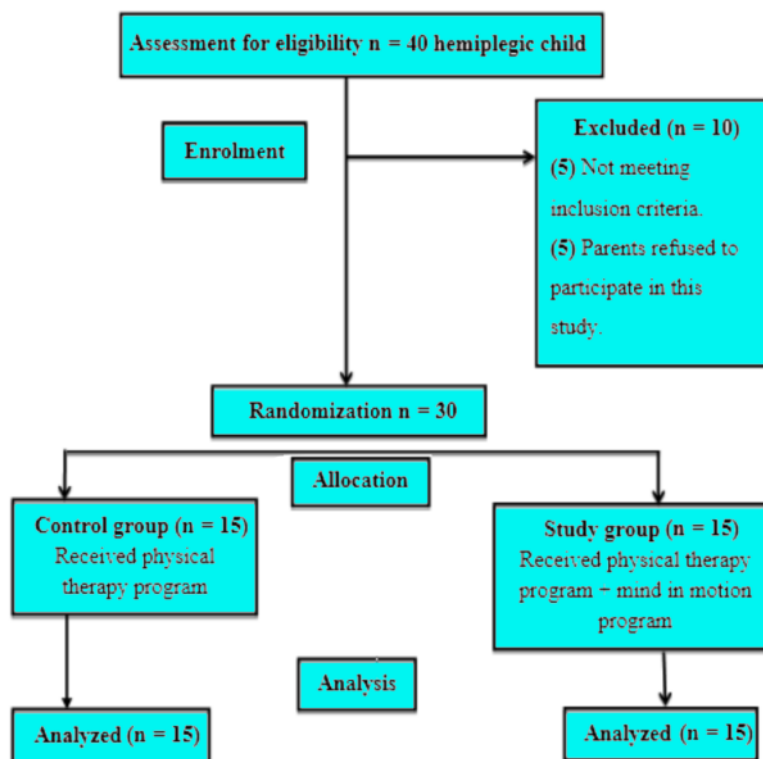 Assessment for eligibility n = 40 hemiplegic child
Enrolment
Excluded (n = 10)
(5) Not meeting
inclusion criteria.
(5) Parents refused to
participate in this
study.
Randomization n = 30
Allocation
Control group (n = 15)
Received physical
therapy program
Study group (n = 15)
Received physical therapy
program − mind in motion
program
Analysis
Analyzed (n = 15)
Analyzed (n = 15)